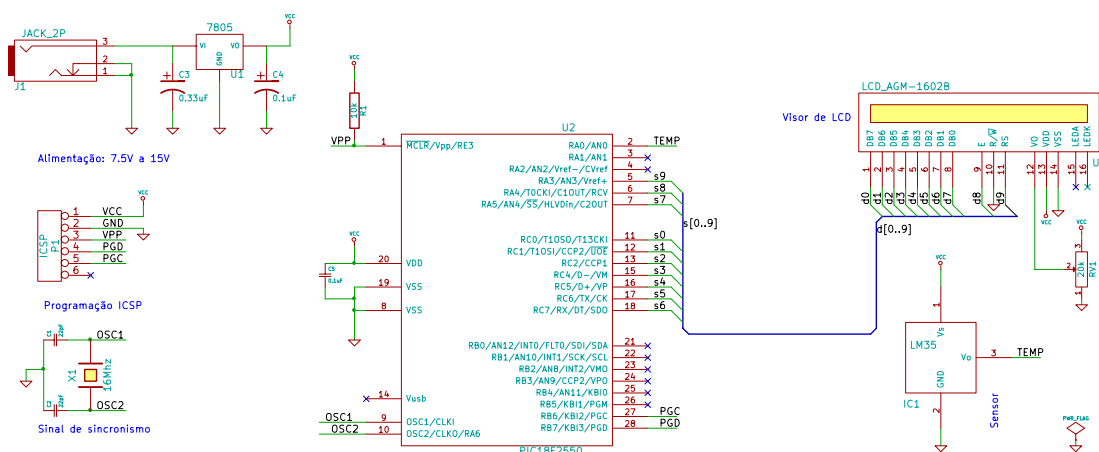 JACK_2P
3
2
1
J1
7805
VI
VO
GND
U1
VCC
C3
0.33uF
C4
0.1uF
Alimentação: 7.5V a 15V
ICSP
P1
1 VCC
2 GND
3 VPP
4 PGD
5 PGC
6
VCC
Programação ICSP
C1
22pF
OSC1
X1
16Mhz
C2
22pF
OSC2
Sinal de sincronismo
VCC
10k
R1
VPP
VCC
C5
0.1uF
U2
1 MCLR/Vpp/RE3
20 VDD
19 VSS
8 VSS
14 Vusb
OSC1 9 OSC1/CLKI
OSC2 10 OSC2/CLKO/RA6
RA0/AN0 2 TEMP
RA1/AN1 3
RA2/AN2/Vref-/CVref 4
RA3/AN3/Vref+ 5 s9
RA4/T0CKI/C1OUT/RCV 6 s8
RA5/AN4/SS/HLVDin/C2OUT 7 s7
RC0/T1OSO/T13CKI 11 s0
RC1/T1OSI/CCP2/UOE 12 s1
RC2/CCP1 13 s2
RC4/D-/VM 15 s3
RC5/D+/VP 16 s4
RC6/TX/CK 17 s5
RC7/RX/DT/SDO 18 s6
RB0/AN12/INT0/FLT0/SDI/SDA 21
RB1/AN10/INT1/SCK/SCL 22
RB2/AN8/INT2/VMO 23
RB3/AN9/CCP2/VPO 24
RB4/AN11/KBI0 25
RB5/KBI1/PGM 26
RB6/KBI2/PGC 27 PGC
RB7/KBI3/PGD 28 PGD
PIC18F2550
s[0..9]
d[0..9]
Visor de LCD
LCD_AGM-1602B
DB7 DB6 DB5 DB4 DB3 DB2 DB1 DB0 E R/W RS VO VDD VSS LEDA LEDK
1 2 3 4 5 6 7 8 9 10 11 12 13 14 15 16
U
d0 d1 d2 d3 d4 d5 d6 d7 d8 d9
VCC
VCC
3
2
1
20k
RV1
VCC
1
Vs
LM35
Vo
3 TEMP
GND
IC1
2
Sensor
PWR_FLAG